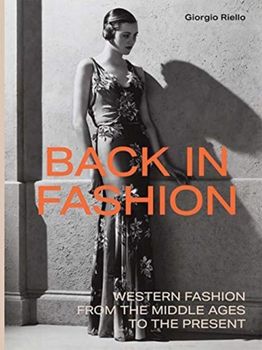 Giorgio Riello
BACK IN
FASHION
WESTERN FASHION
FROM THE MIDDLE AGES
TO THE PRESENT